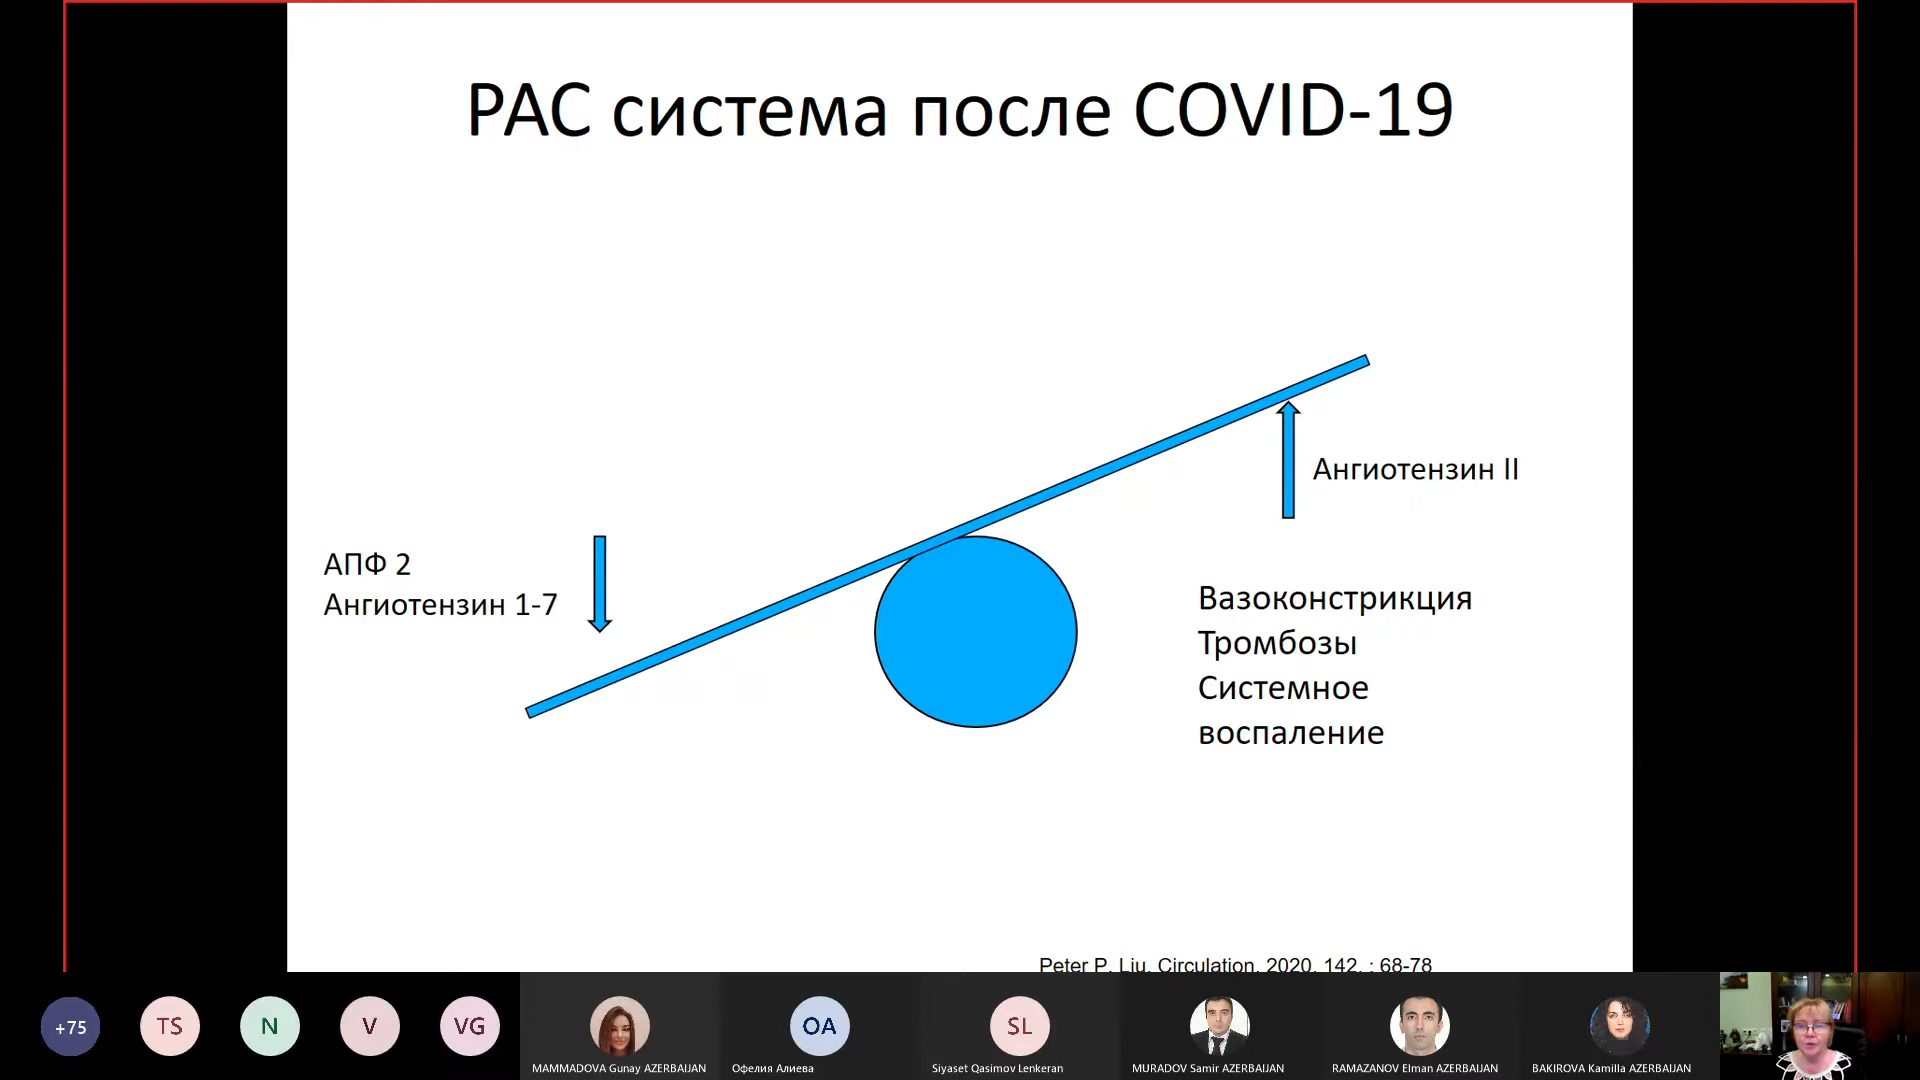 РАС система после COVID-19
Ангиотензин II
АПФ 2
Ангиотензин 1-7
Вазоконстрикция
Тромбозы
Системное
воспаление
Peter P. Liu, Circulation, 2020, 142, : 68-78
+75
TS
N
V
VG
OA
SL
MAMMADOVA Gunay AZERBAIJAN
Офелия Алиева
Siyaset Qasimov Lenkeran
MURADOV Samir AZERBAIJAN
RAMAZANOV Elman AZERBAIJAN
BAKIROVA Kamilla AZERBAIJAN